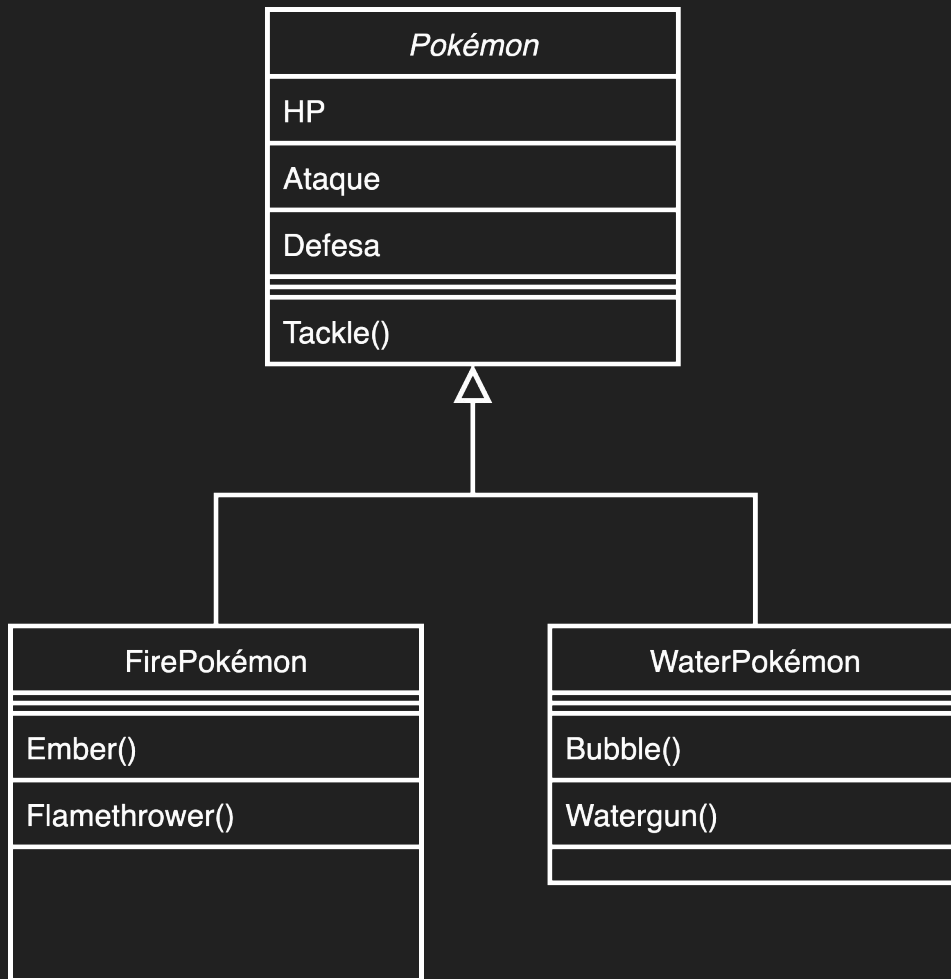 Pokémon
HP
Ataque
Defesa
Tackle()
FirePokémon
Ember()
Flamethrower()
WaterPokémon
Bubble()
Watergun()